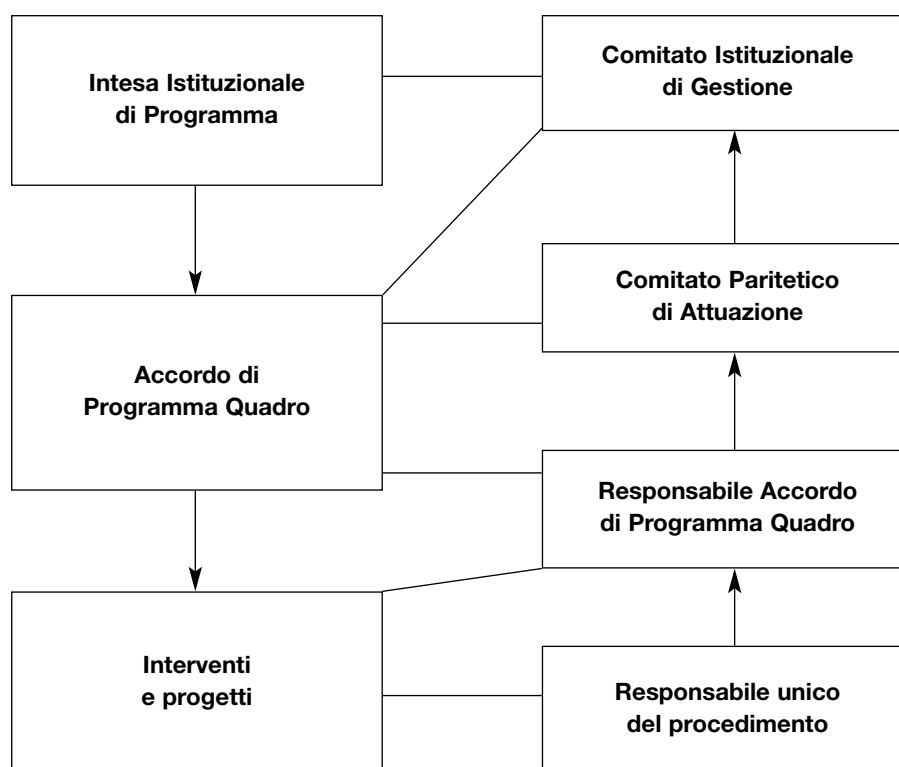 Intesa Istituzionale
di Programma
Comitato Istituzionale
di Gestione
Comitato Paritetico
di Attuazione
Accordo di
Programma Quadro
Responsabile Accordo
di Programma Quadro
Interventi
e progetti
Responsabile unico
del procedimento